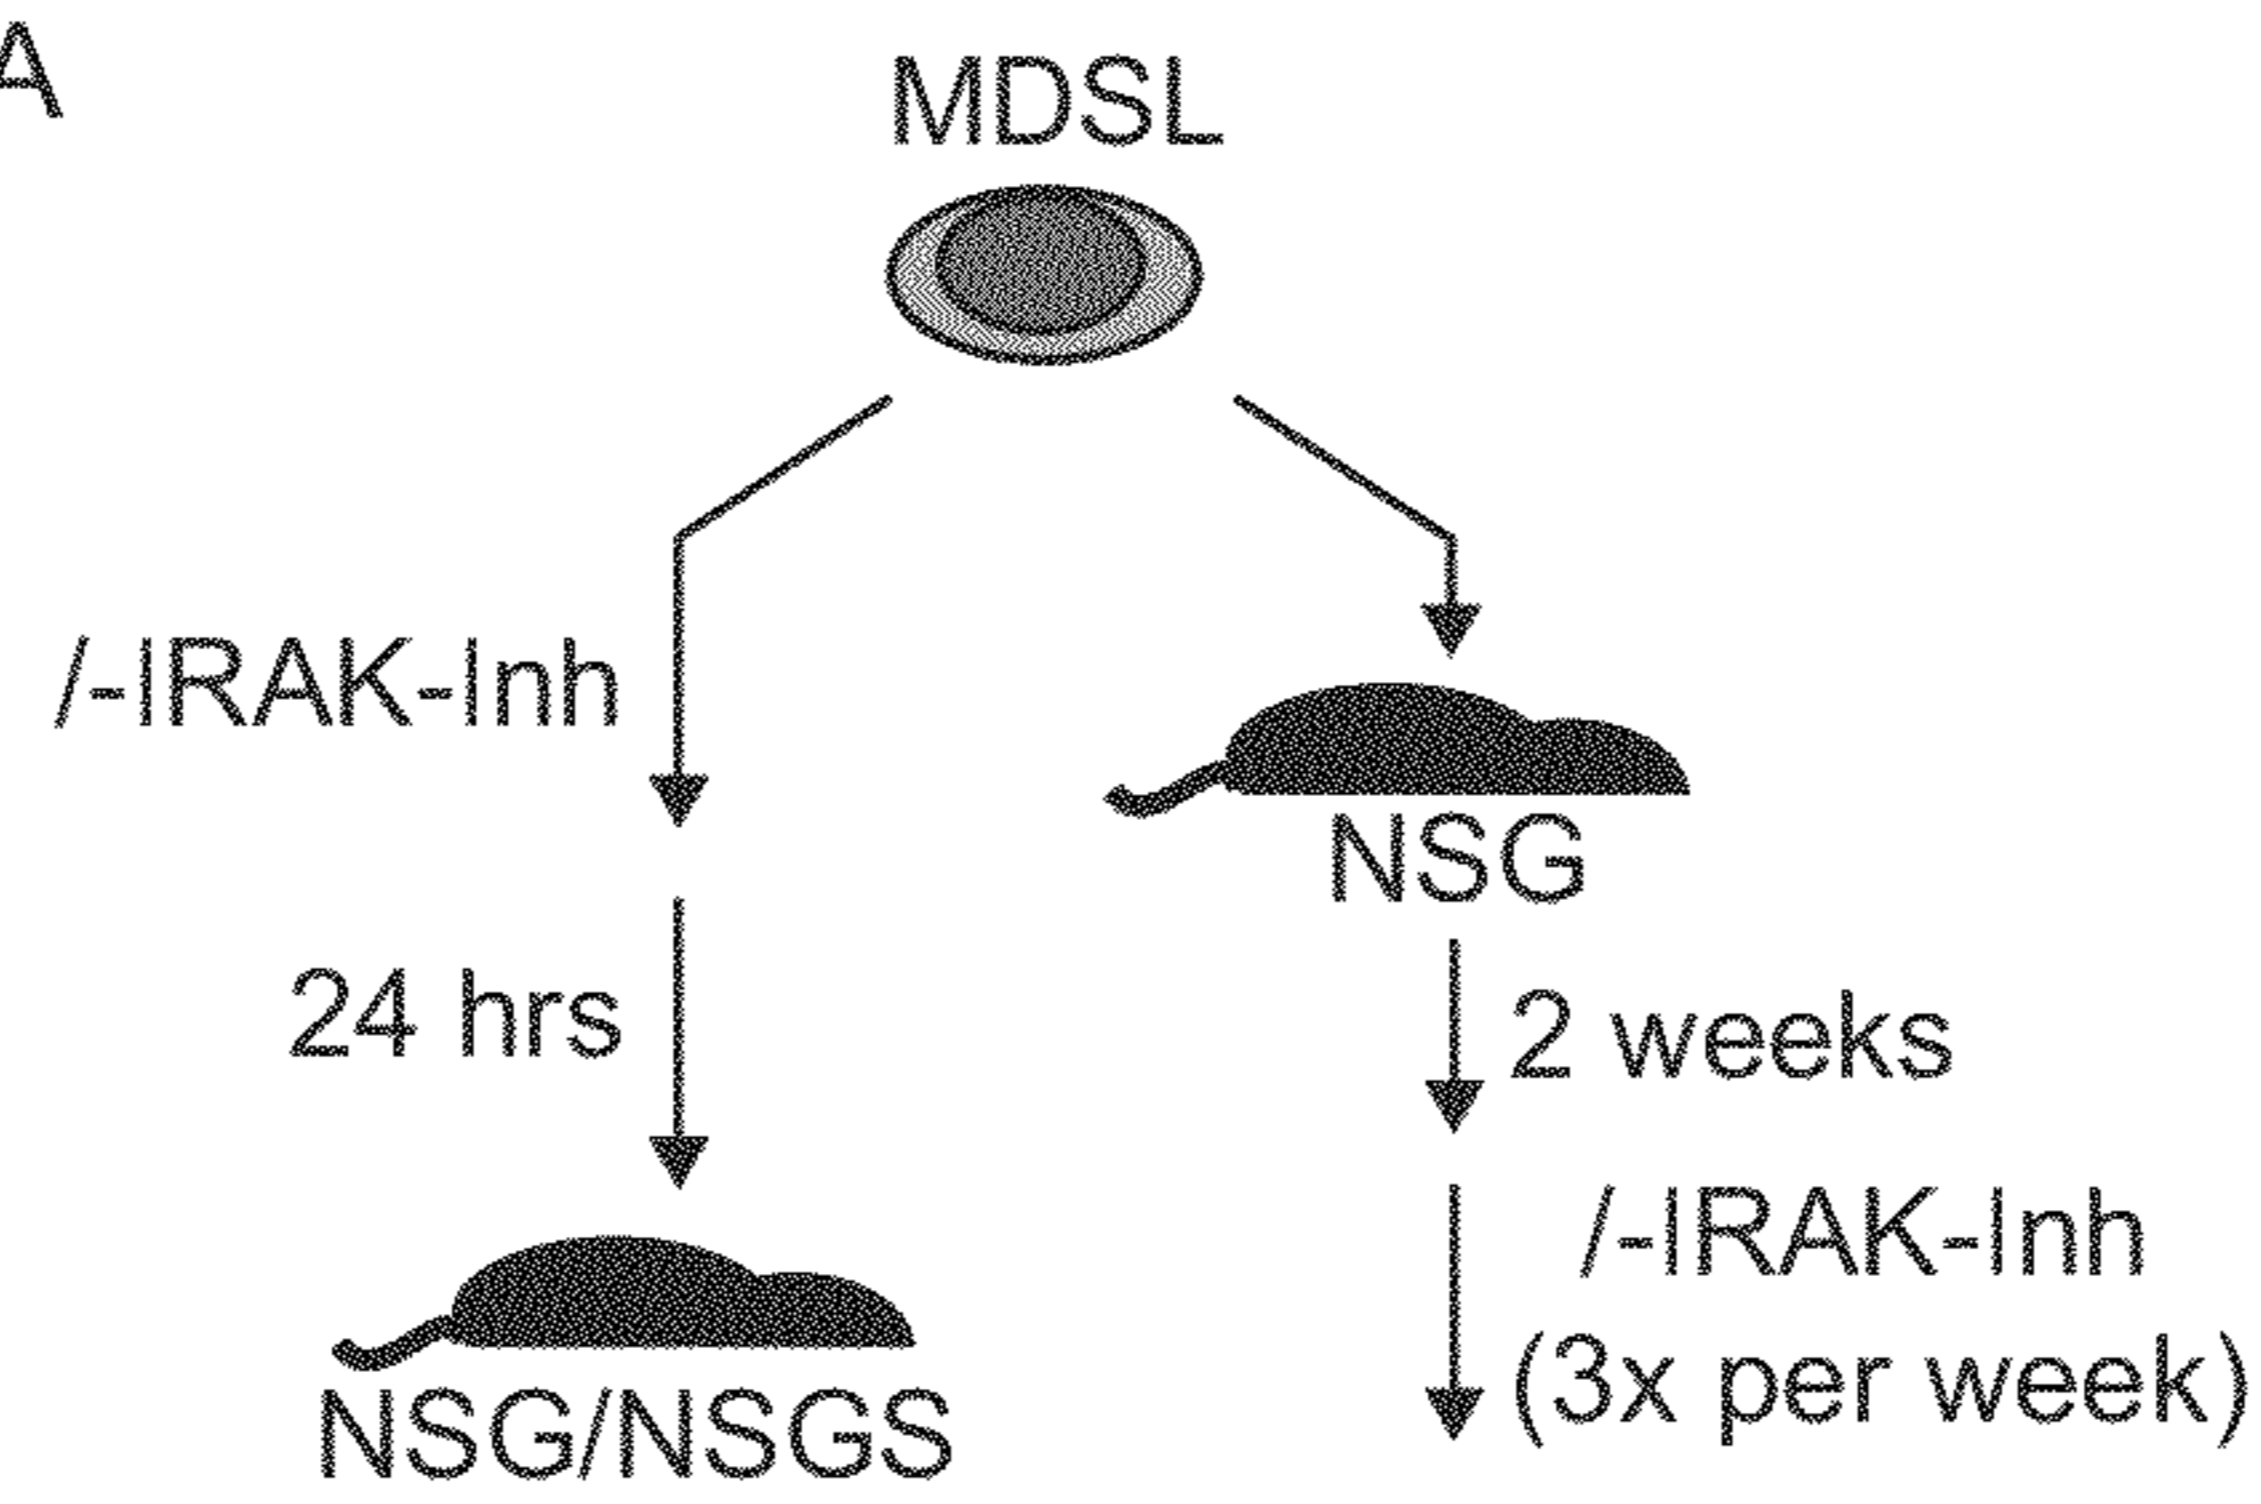 A
MDSL
/-IRAK-Inh
NSG
24 hrs
2 weeks
/-IRAK-Inh
(3x per week)
NSG/NSGS